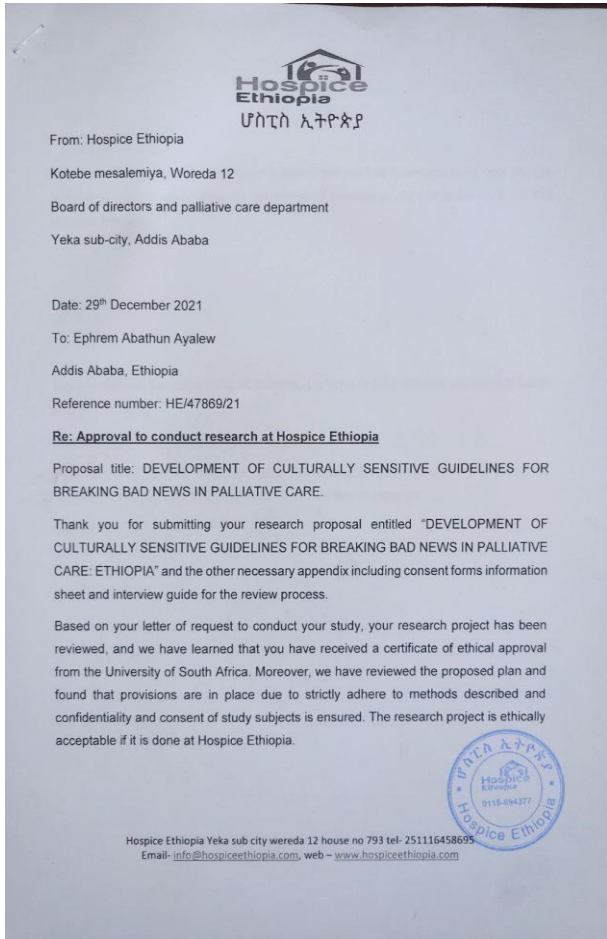 Hospice
Ethiopia
ሆስፒስ ኢትዮጵያ
From: Hospice Ethiopia
Kotebe mesalemiya, Woreda 12
Board of directors and palliative care department
Yeka sub-city, Addis Ababa
Date: 29th December 2021
To: Ephrem Abathun Ayalew
Addis Ababa, Ethiopia
Reference number: HE/47869/21
Re: Approval to conduct research at Hospice Ethiopia
Proposal title: DEVELOPMENT OF CULTURALLY SENSITIVE GUIDELINES FOR
BREAKING BAD NEWS IN PALLIATIVE CARE.
Thank you for submitting your research proposal entitled “DEVELOPMENT OF
CULTURALLY SENSITIVE GUIDELINES FOR BREAKING BAD NEWS IN PALLIATIVE
CARE: ETHIOPIA” and the other necessary appendix including consent forms information
sheet and interview guide for the review process.
Based on your letter of request to conduct your study, your research project has been
reviewed, and we have learned that you have received a certificate of ethical approval
from the University of South Africa. Moreover, we have reviewed the proposed plan and
found that provisions are in place due to strictly adhere to methods described and
confidentiality and consent of study subjects is ensured. The research project is ethically
acceptable if it is done at Hospice Ethiopia.
ሆስፒስ ኢትዮጵያ
Hospice
Ethiopia
0118-694377
Hospice Ethiopia
Hospice Ethiopia Yeka sub city wereda 12 house no 793 tel- 251116458695
Email- info@hospiceethiopia.com, web – www.hospiceethiopia.com